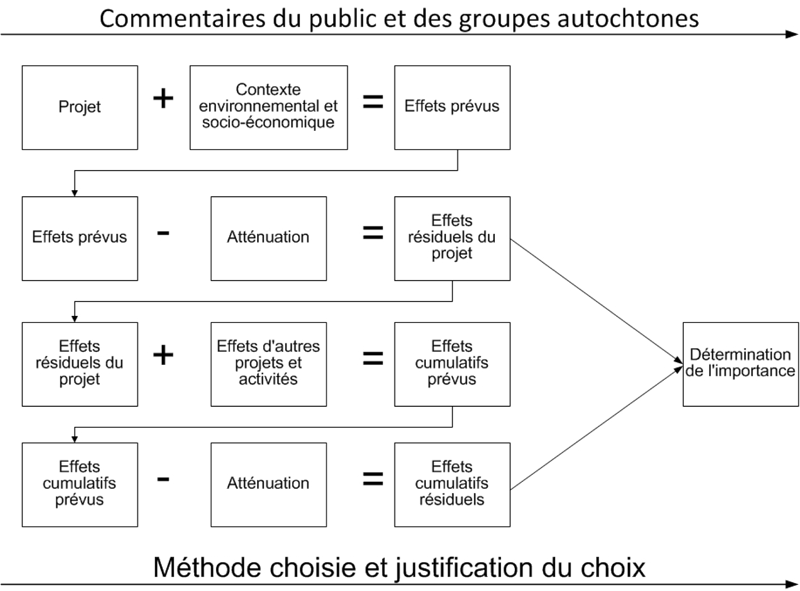 Commentaires du public et des groupes autochtones
Projet
+
Contexte
environnemental et
socio-économique
=
Effets prévus
Effets prévus
-
Atténuation
=
Effets
résiduels du
projet
Effets
résiduels du
projet
+
Effets d'autres
projets et
activités
=
Effets
cumulatifs
prévus
Détermination
de l'importance
Effets
cumulatifs
prévus
-
Atténuation
=
Effets
cumulatifs
résiduels
Méthode choisie et justification du choix